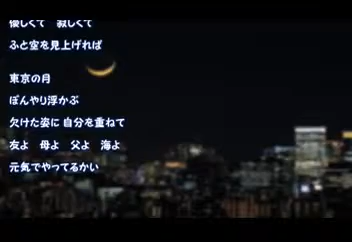 優しくて　寂しくて
ふと空を見上げれば
東京の月
ぼんやり浮かぶ
欠けた姿に 自分を重ねて
友よ　母よ　父よ　海よ
元気でやってるかい